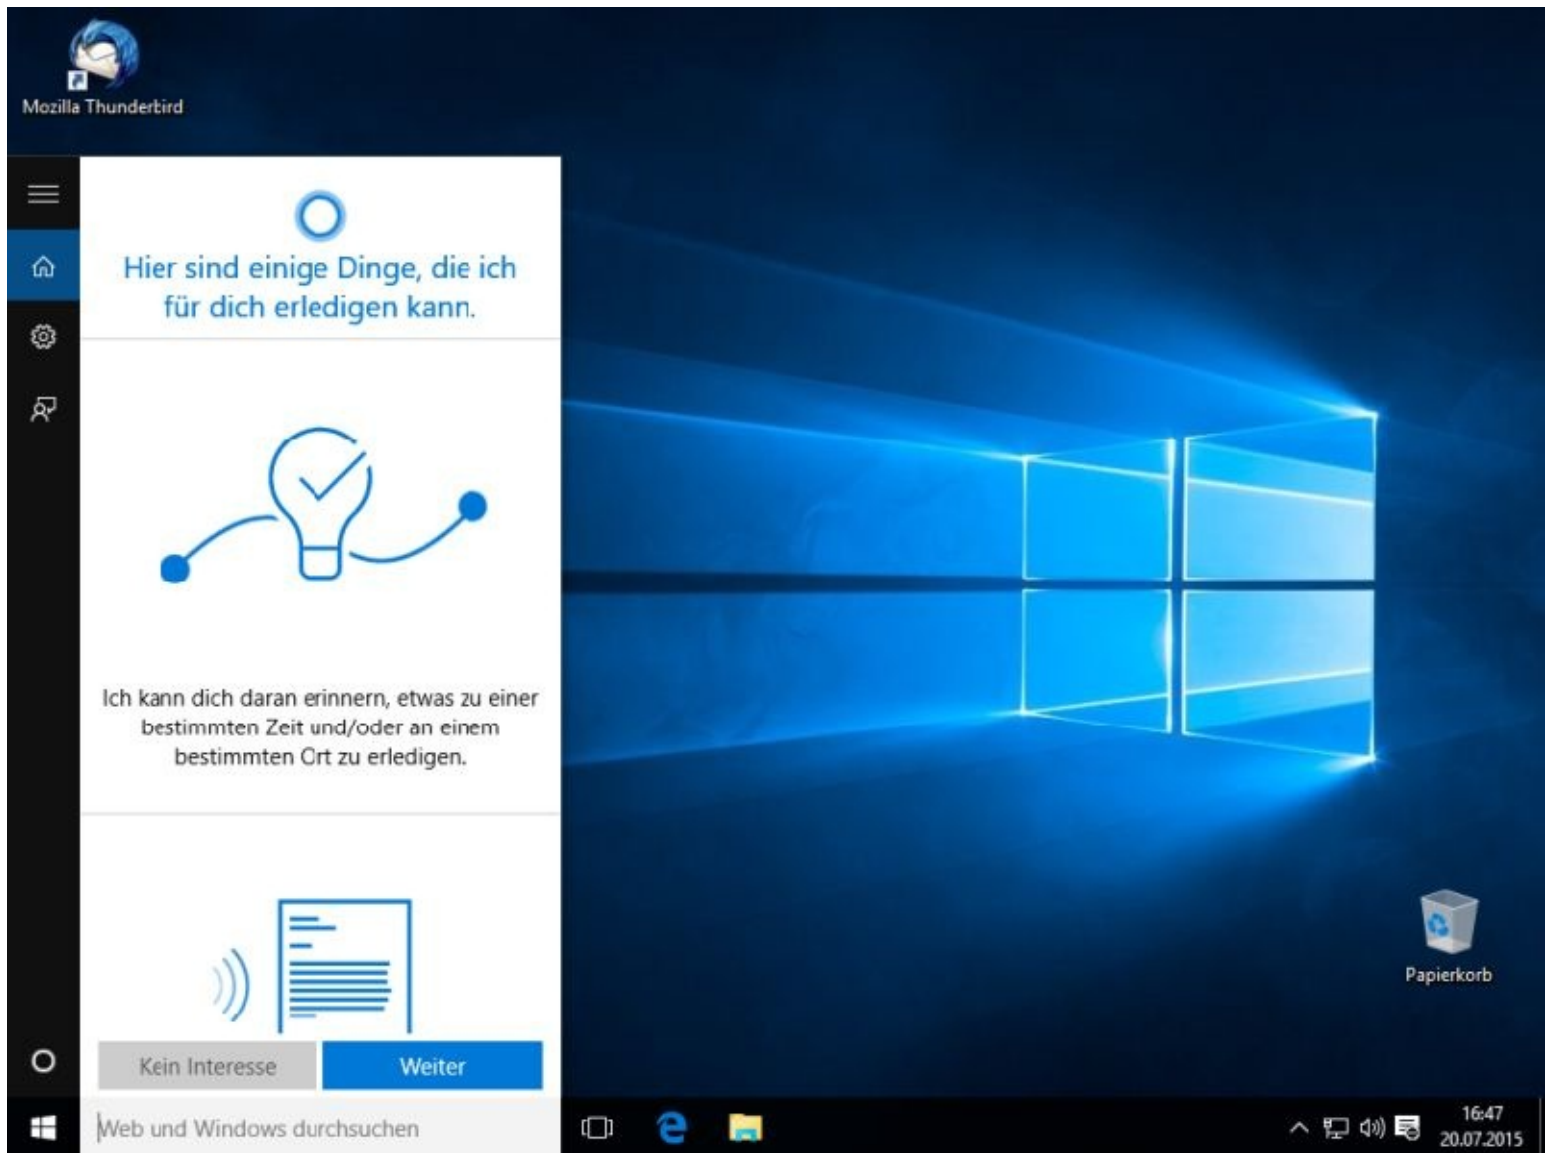 Mozilla Thunderbird
Hier sind einige Dinge, die ich
für dich erledigen kann.
Ich kann dich daran erinnern, etwas zu einer
bestimmten Zeit und/oder an einem
bestimmten Ort zu erledigen.
Papierkorb
Kein Interesse
Weiter
Web und Windows durchsuchen
16:47
20.07.2015